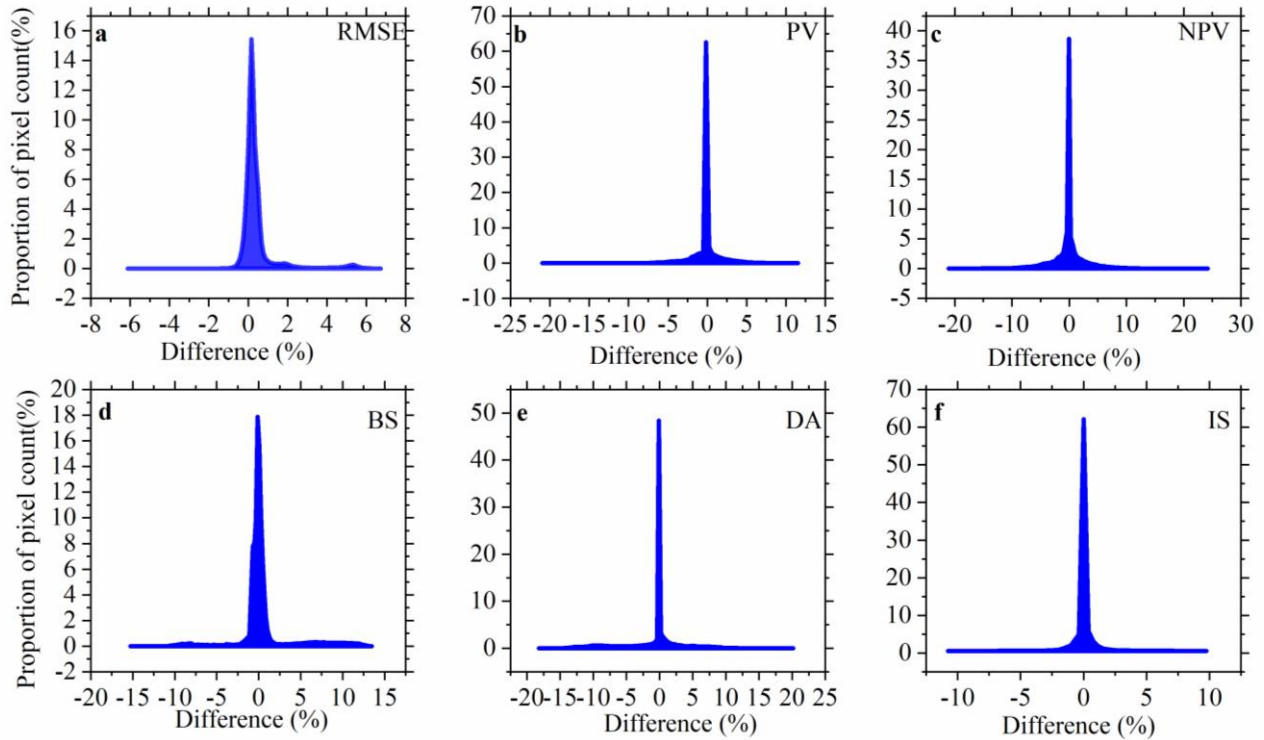 Proportion of pixel count(%)
a
RMSE
16
14
12
10
8
6
4
2
0
-2
-8 -6 -4 -2 0 2 4 6 8
Difference (%)
b
PV
70
60
50
40
30
20
10
0
-10
-25 -20 -15 -10 -5 0 5 10 15
Difference (%)
c
NPV
40
35
30
25
20
15
10
5
0
-5
-20 -10 0 10 20 30
Difference (%)
Proportion of pixel count(%)
d
BS
20
18
16
14
12
10
8
6
4
2
0
-2
-20 -15 -10 -5 0 5 10 15
Difference (%)
e
DA
50
40
30
20
10
0
-20 -15 -10 -5 0 5 10 15 20 25
Difference (%)
f
IS
70
60
50
40
30
20
10
0
-10 -5 0 5 10
Difference (%)